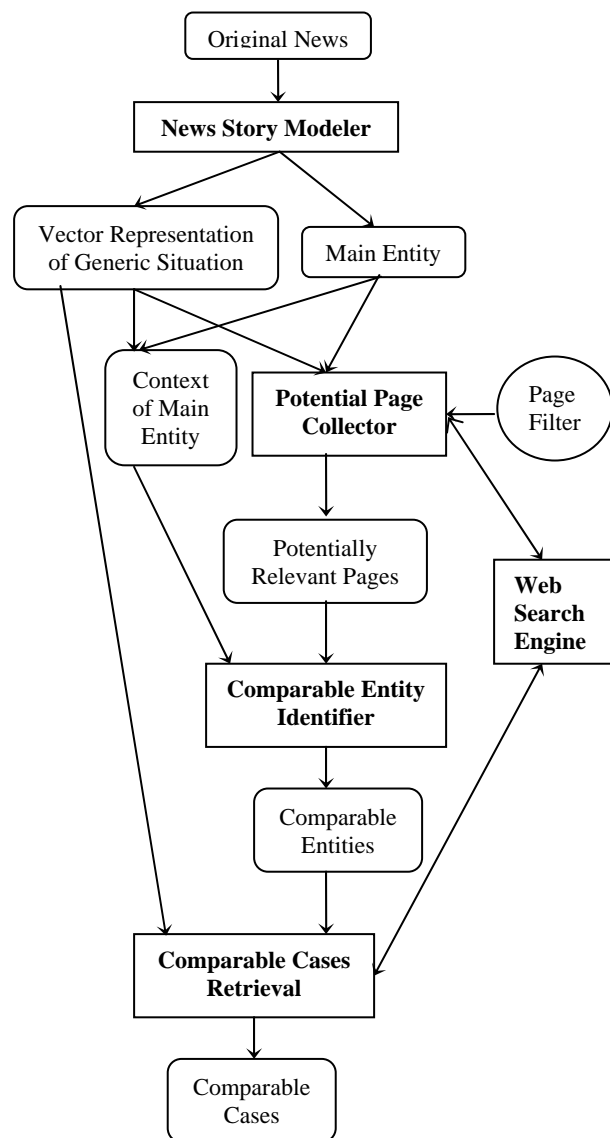 Original News
News Story Modeler
Vector Representation
of Generic Situation
Main Entity
Context
of Main
Entity
Potential Page
Collector
Page
Filter
Potentially
Relevant Pages
Web
Search
Engine
Comparable Entity
Identifier
Comparable
Entities
Comparable Cases
Retrieval
Comparable
Cases